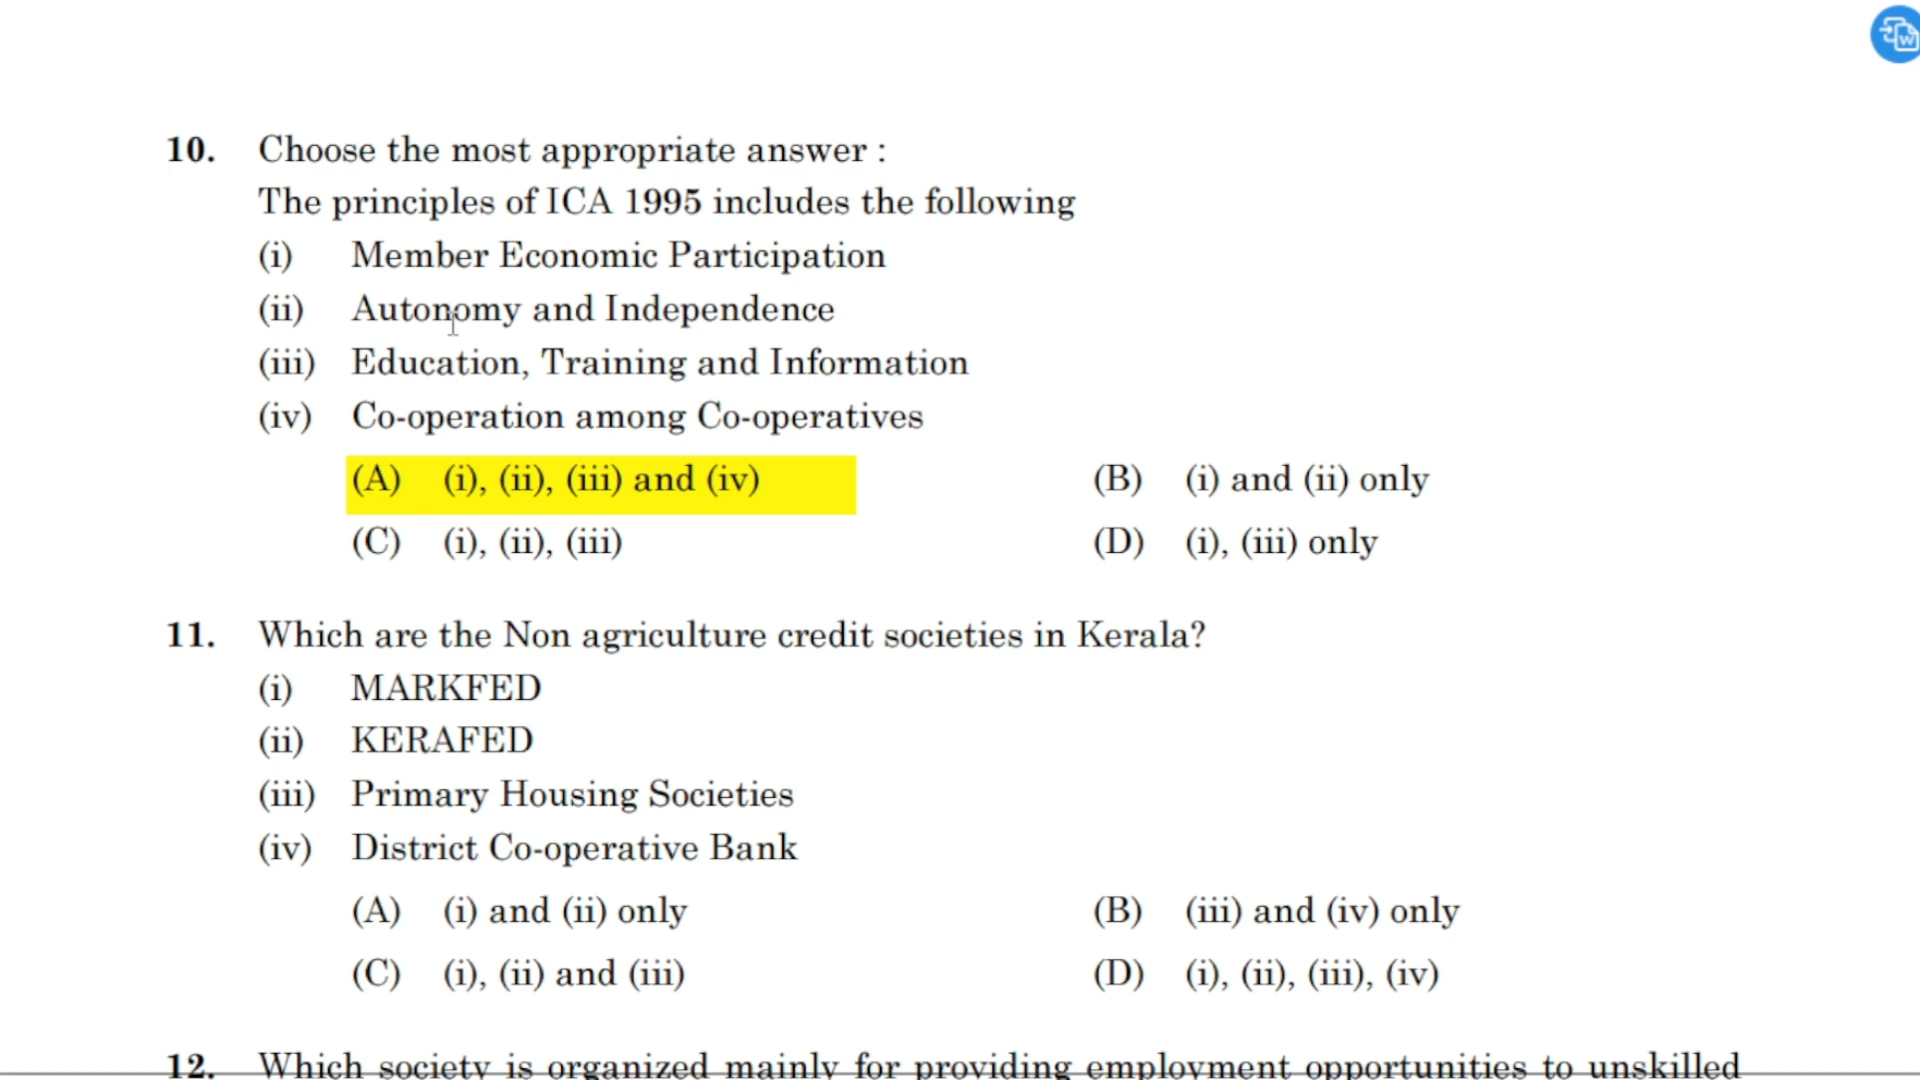 10. Choose the most appropriate answer :
The principles of ICA 1995 includes the following
(i) Member Economic Participation
(ii) Autonomy and Independence
(iii) Education, Training and Information
(iv) Co-operation among Co-operatives
(A) (i), (ii), (iii) and (iv) (B) (i) and (ii) only
(C) (i), (ii), (iii) (D) (i), (iii) only
11. Which are the Non agriculture credit societies in Kerala?
(i) MARKFED
(ii) KERAFED
(iii) Primary Housing Societies
(iv) District Co-operative Bank
(A) (i) and (ii) only (B) (iii) and (iv) only
(C) (i), (ii) and (iii) (D) (i), (ii), (iii), (iv)
12. Which society is organized mainly for providing employment opportunities to unskilled